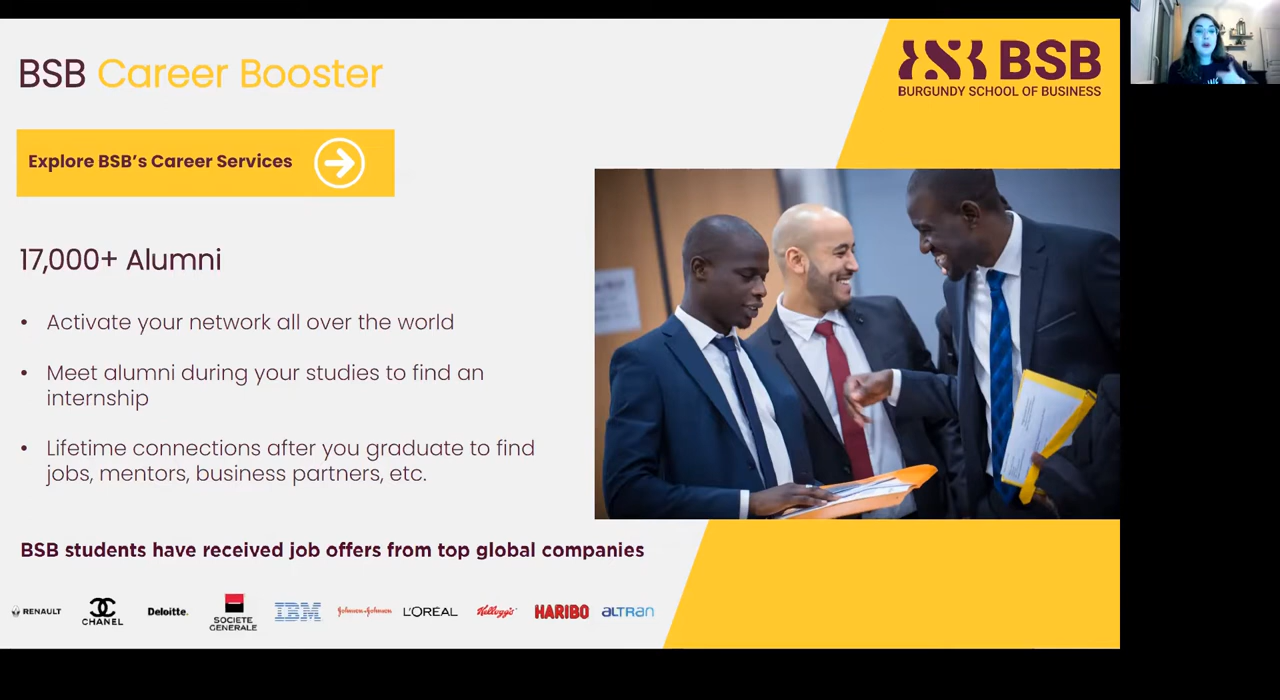 BSB Career Booster
BSB
BURGUNDY SCHOOL OF BUSINESS
Explore BSB's Career Services
17,000+ Alumni
• Activate your network all over the world
• Meet alumni during your studies to find an
internship
• Lifetime connections after you graduate to find
jobs, mentors, business partners, etc.
BSB students have received job offers from top global companies
RENAULT
CHANEL
Deloitte.
SOCIETE
GENERALE
IBM
Johnson & Johnson
L'ORÉAL
Kellogg's
HARIBO
ALTRAN